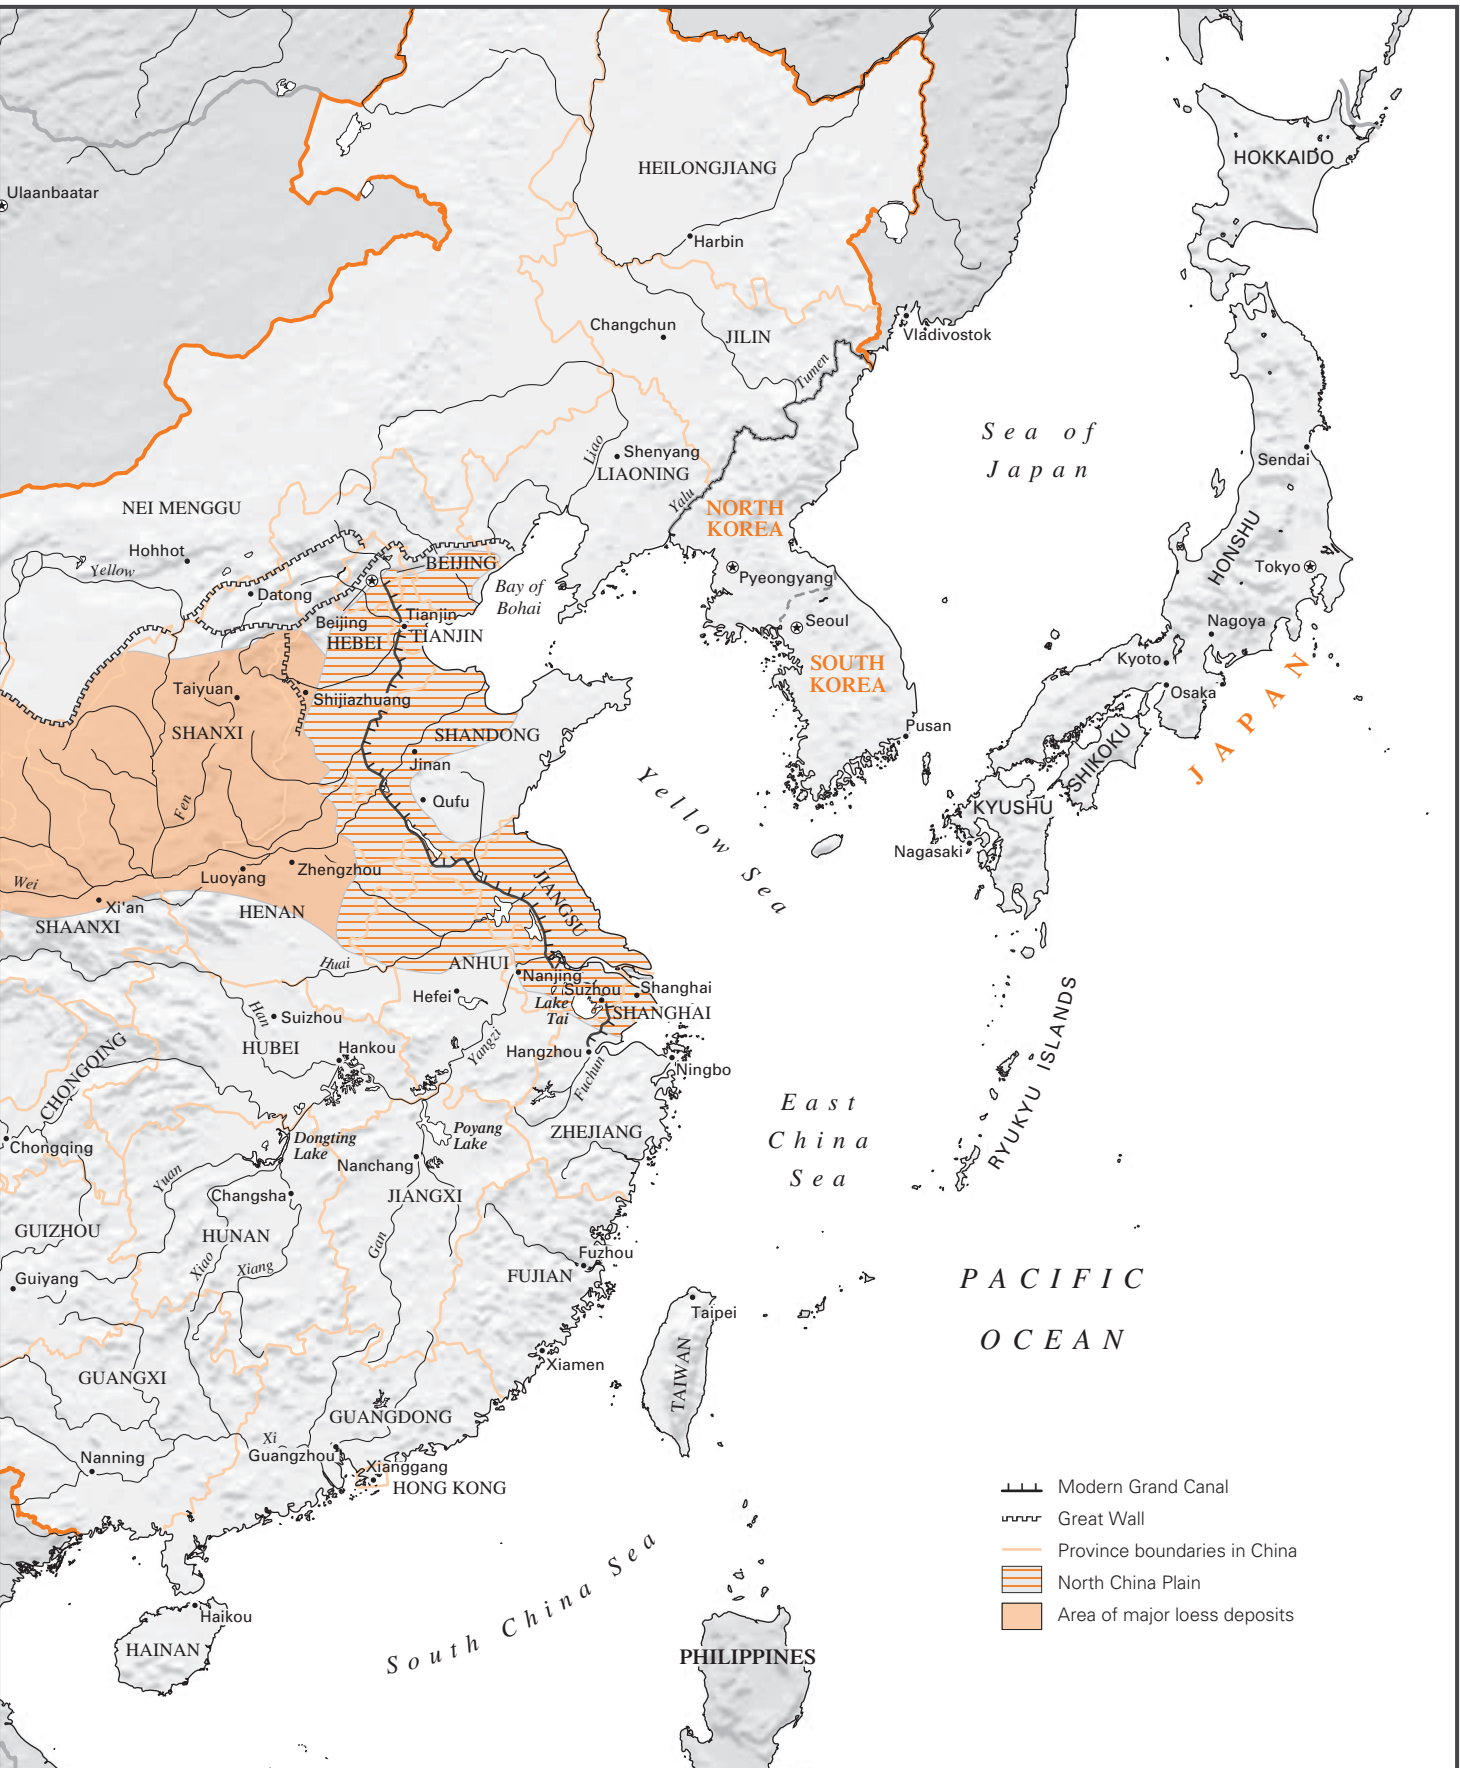 HOKKAIDO
HEILONGJIANG
Ulaanbaatar
Harbin
Changchun
JILIN
Vladivostok
Tumen
Sea of
Japan
Liao
Shenyang
LIAONING
Sendai
Yalu
NORTH
KOREA
NEI MENGGU
HONSHU
Hohhot
Yellow
BEIJING
Tokyo
Pyeongyang
Bay of
Bohai
Datong
Beijing
Tianjin
TIANJIN
HEBEI
Seoul
Nagoya
Kyoto
SOUTH
KOREA
JAPAN
Taiyuan
Shijiazhuang
Osaka
SHANXI
SHANDONG
Pusan
Jinan
SHIKOKU
Yellow Sea
Qufu
Fen
KYUSHU
Nagasaki
Zhengzhou
Luoyang
Wei
JIANGSU
Xi'an
HENAN
SHAANXI
Huai
ANHUI
Nanjing
Suzhou
Shanghai
Hefei
Lake
Tai
SHANGHAI
Han
Suizhou
RYUKYU ISLANDS
HUBEI
Hankou
Yangzi
Hangzhou
Fuchun
Ningbo
CHONGQING
East
China
Sea
Chongqing
Dongting
Lake
Poyang
Lake
ZHEJIANG
Nanchang
Yuan
Changsha
JIANGXI
GUIZHOU
HUNAN
Gan
Xiao
Xiang
Fuzhou
FUJIAN
Guiyang
PACIFIC
OCEAN
Taipei
TAIWAN
Xiamen
GUANGXI
GUANGDONG
Xi
Guangzhou
Nanning
Xianggang
HONG KONG
South China Sea
Haikou
HAINAN
PHILIPPINES
Modern Grand Canal
Great Wall
Province boundaries in China
North China Plain
Area of major loess deposits